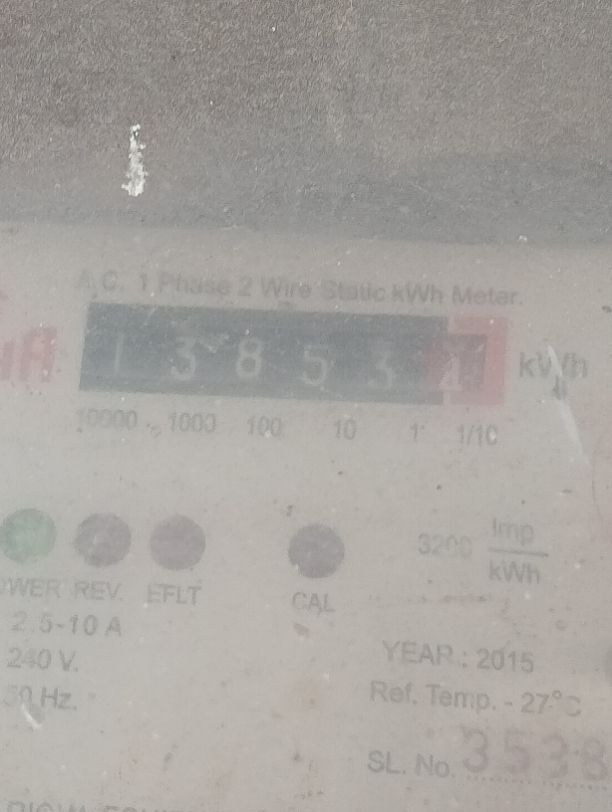 A.C. 1 Phase 2 Wire Static kWh Meter.
1 3 8 5 3 4 kWh
10000 1000 100 10 1 1/10
3200 Imp/kWh
REV. EFLT CAL
2.5-10 A
240 V.
50 Hz.
YEAR : 2015
Ref. Temp. - 27°C
SL. No. 3538